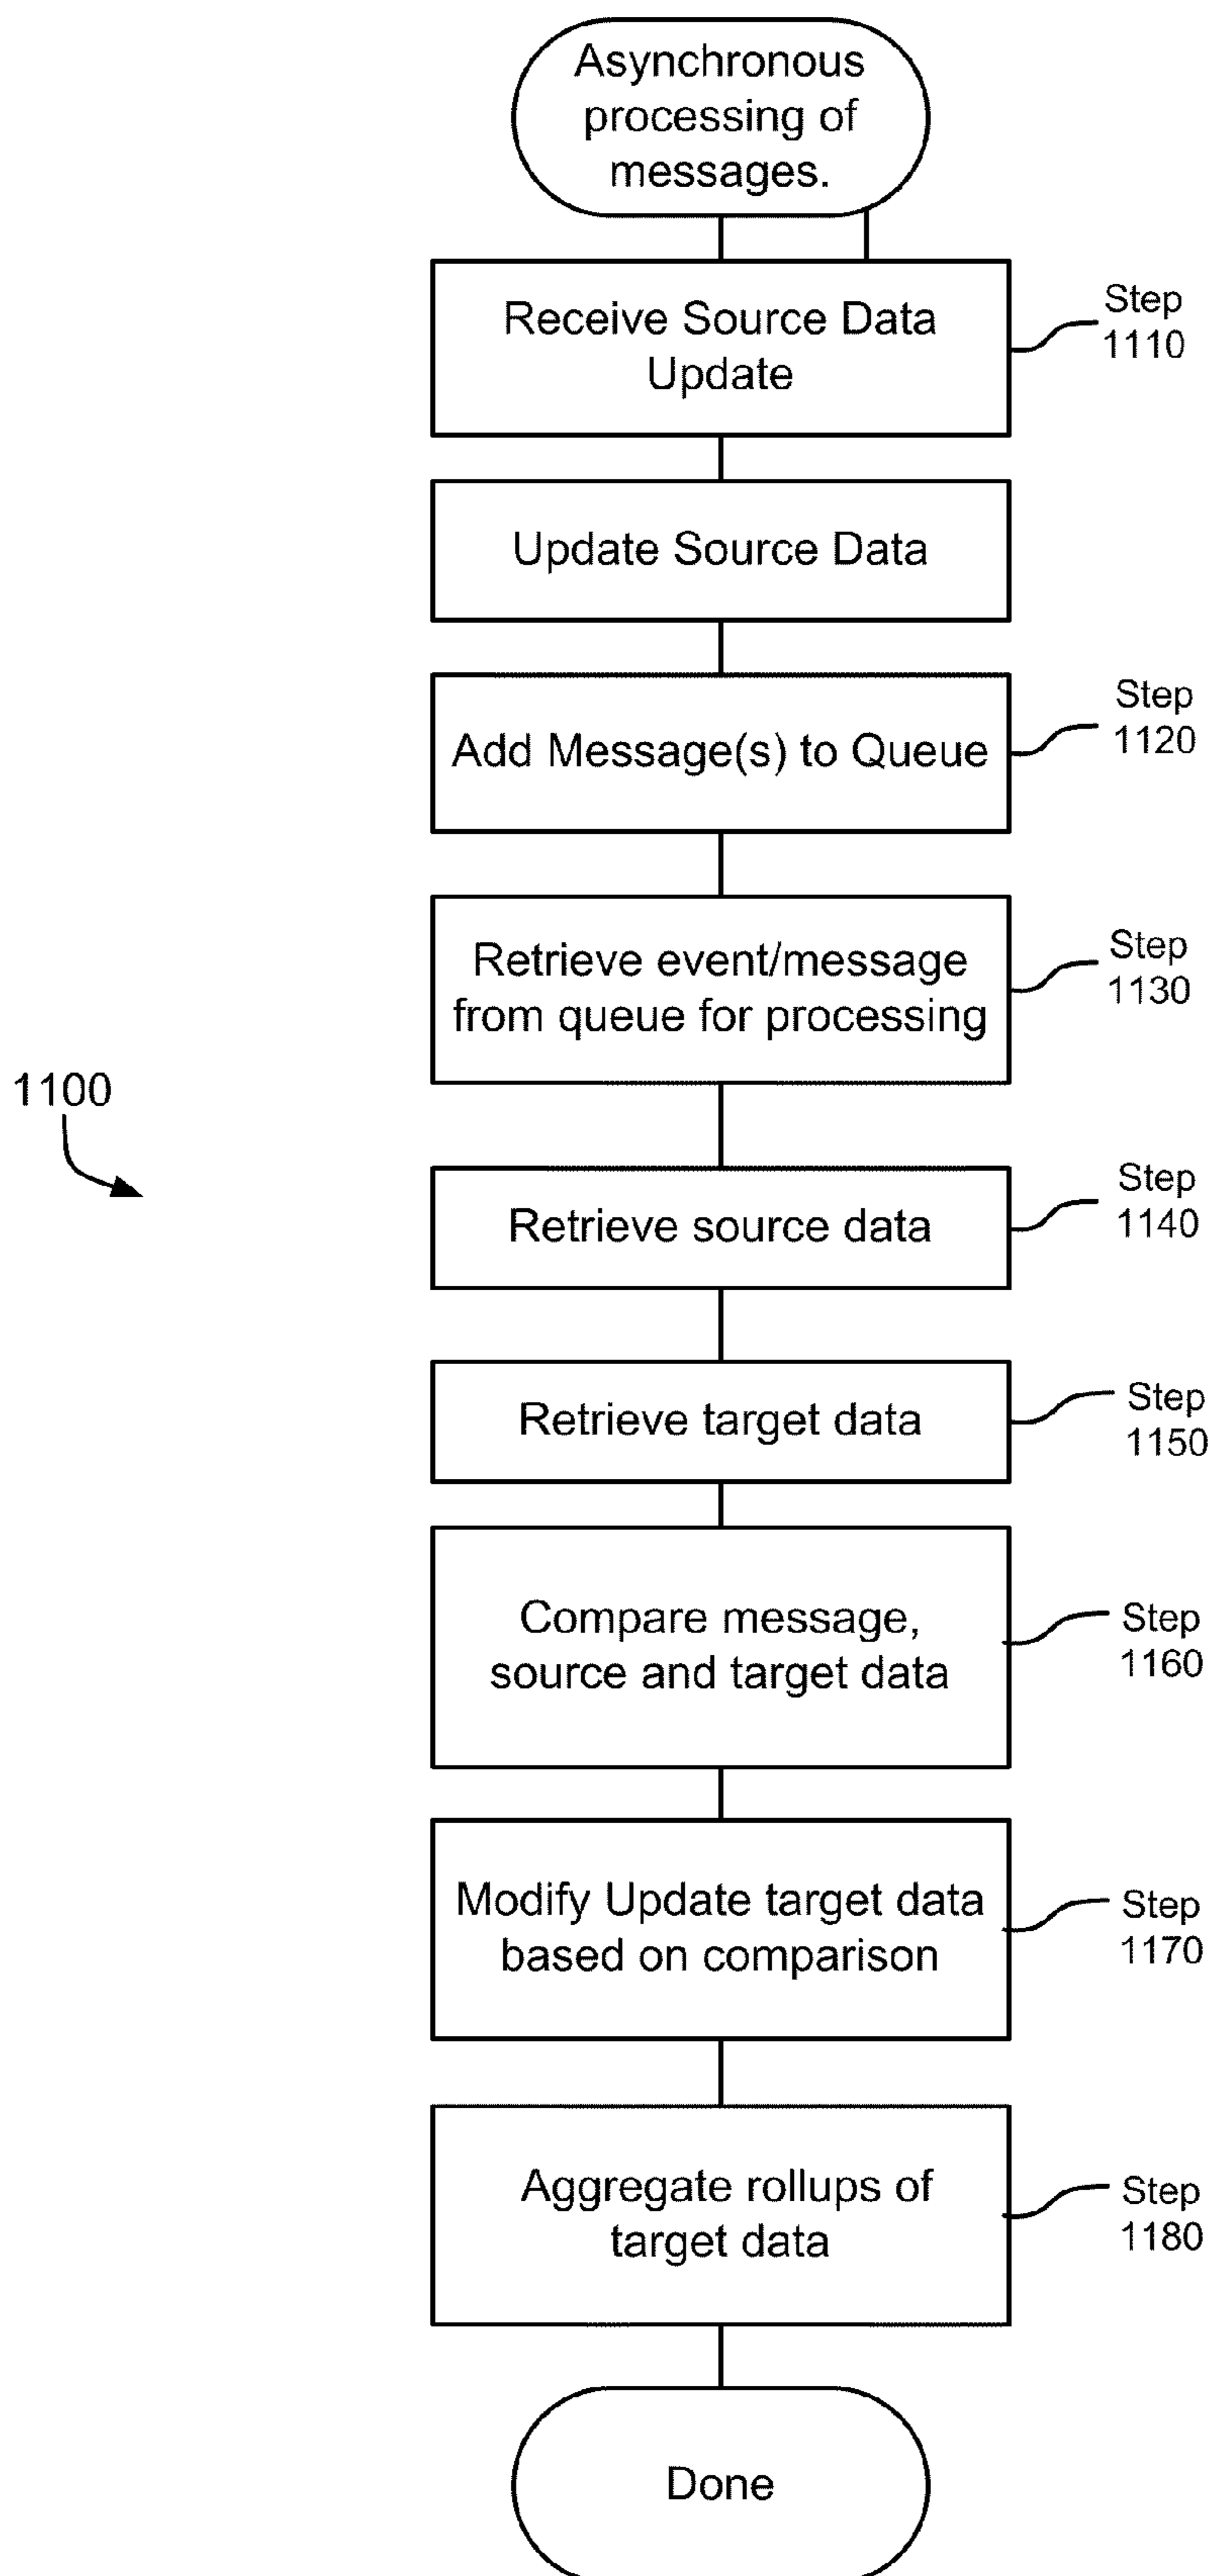 Asynchronous
processing of
messages.
Receive Source Data
Update
Step
1110
Update Source Data
Add Message(s) to Queue
Step
1120
Retrieve event/message
from queue for processing
Step
1130
1100
Retrieve source data
Step
1140
Retrieve target data
Step
1150
Compare message,
source and target data
Step
1160
Modify Update target data
based on comparison
Step
1170
Aggregate rollups of
target data
Step
1180
Done